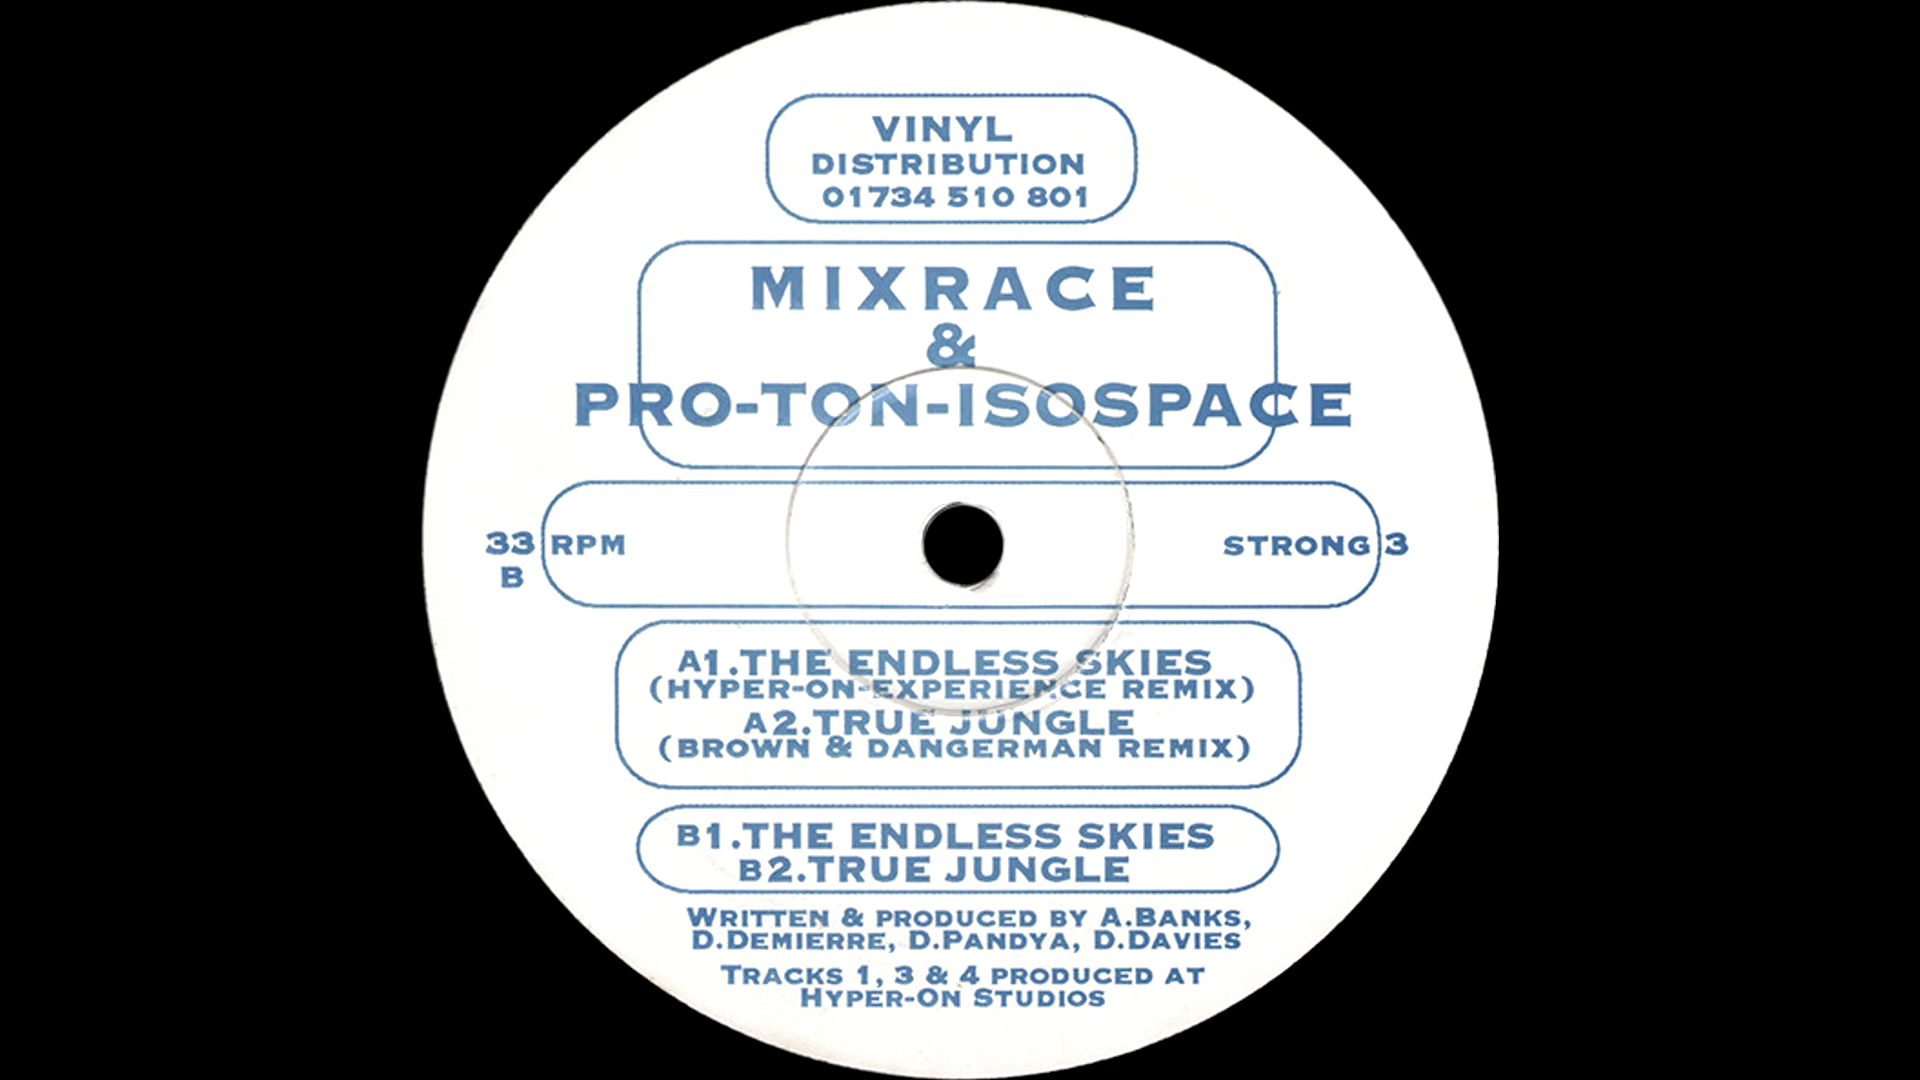 VINYL
DISTRIBUTION
01734 510 801
MIXRACE
&
PRO-TON-ISOSPACE
33 RPM
STRONG 3
B
A1.THE ENDLESS SKIES
(HYPER-ON-EXPERIENCE REMIX)
A2.TRUE JUNGLE
(BROWN & DANGERMAN REMIX)
B1.THE ENDLESS SKIES
B2.TRUE JUNGLE
WRITTEN & PRODUCED BY A.BANKS,
D.DEMIERRE, D.PANDYA, D.DAVIES
TRACKS 1, 3 & 4 PRODUCED AT
HYPER-ON STUDIOS